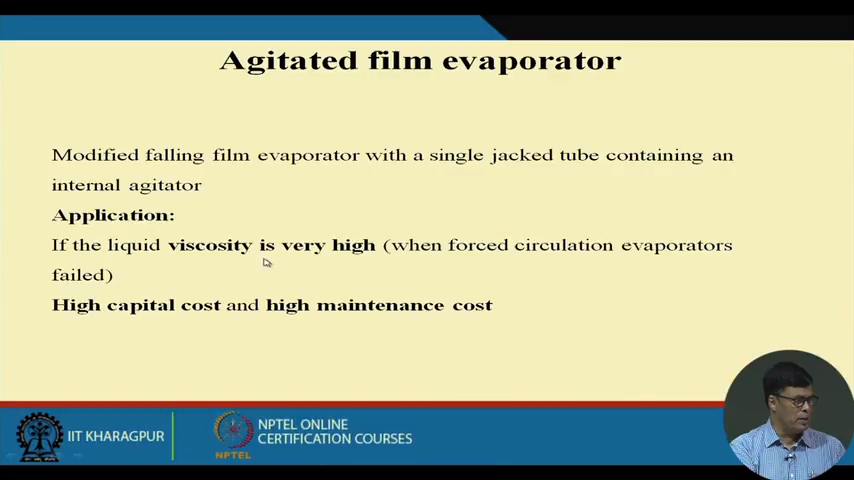 Agitated film evaporator
Modified falling film evaporator with a single jacked tube containing an
internal agitator
Application:
If the liquid viscosity is very high (when forced circulation evaporators
failed)
High capital cost and high maintenance cost
IIT KHARAGPUR
NPTEL
NPTEL ONLINE
CERTIFICATION COURSES